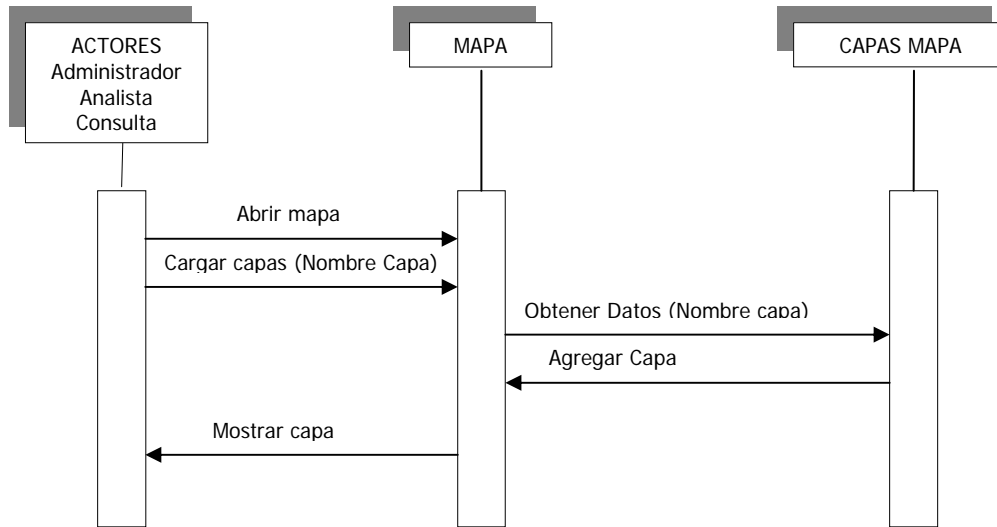 ACTORES
Administrador
Analista
Consulta
MAPA
CAPAS MAPA
Abrir mapa
Cargar capas (Nombre Capa)
Obtener Datos (Nombre capa)
Agregar Capa
Mostrar capa